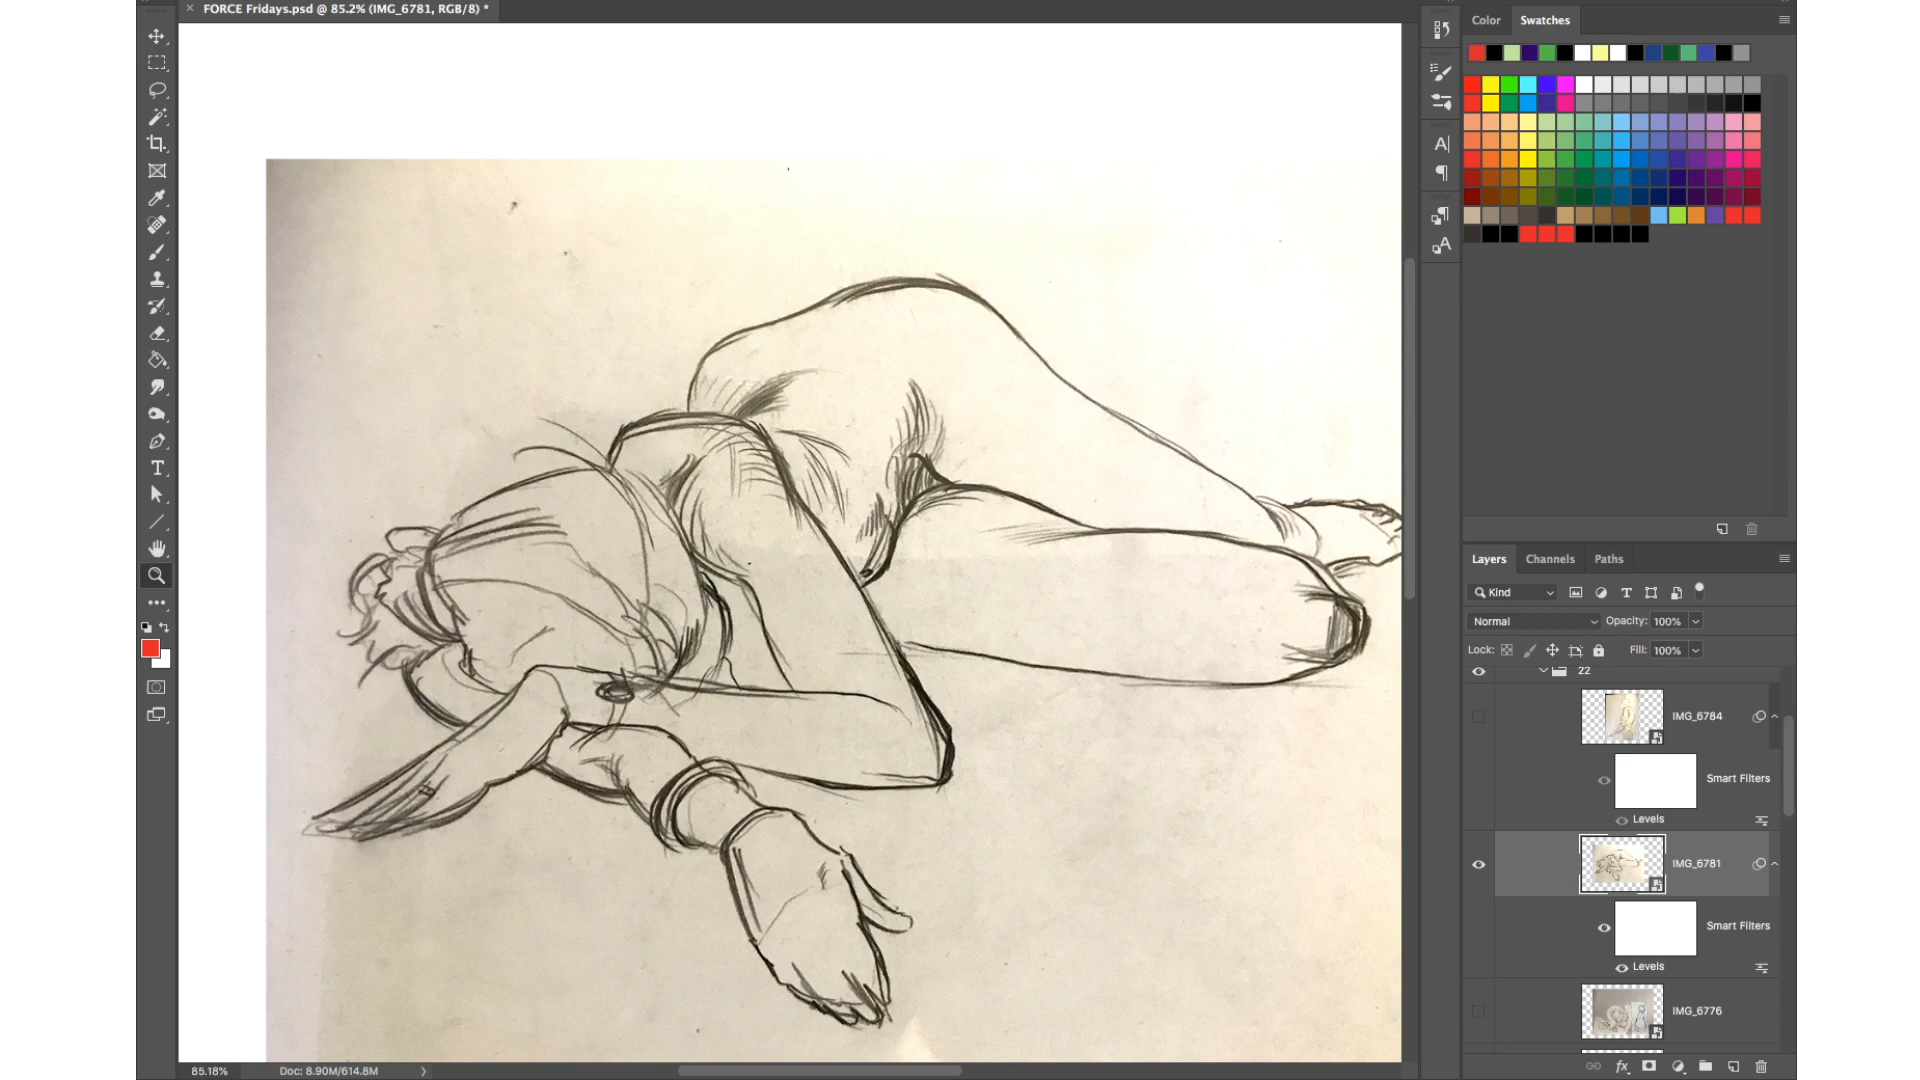 × FORCE Fridays.psd @ 85.2% (IMG_6781, RGB/8) *
Color Swatches
Layers Channels Paths
Kind
Normal Opacity: 100%
Lock: Fill: 100%
22
IMG_6784
Smart Filters
Levels
IMG_6781
Smart Filters
Levels
IMG_6776
85.18% Doc: 8.90M/614.8M